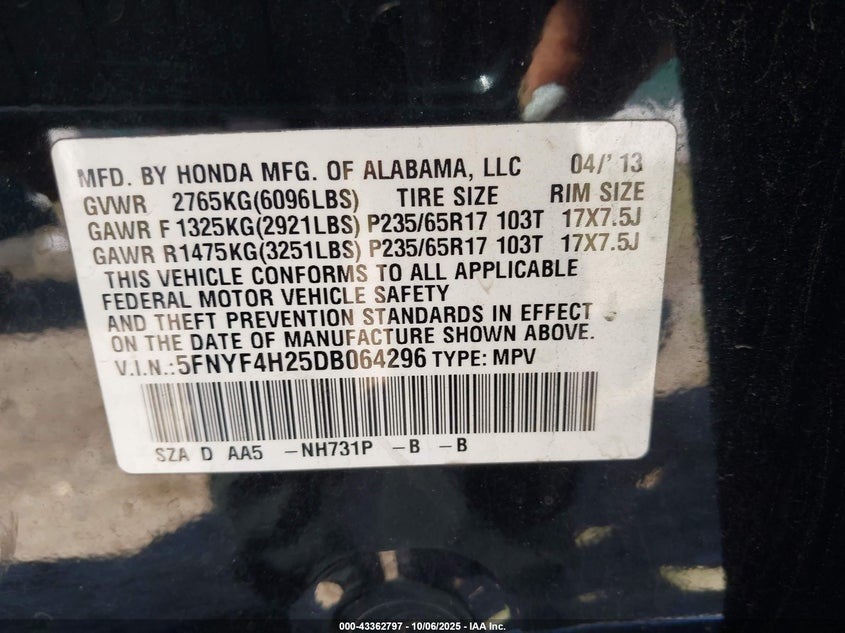 MFD. BY HONDA MFG. OF ALABAMA, LLC 04/'13
GVWR 2765KG(6096LBS) TIRE SIZE RIM SIZE
GAWR F 1325KG(2921LBS) P235/65R17 103T 17X7.5J
GAWR R1475KG(3251LBS) P235/65R17 103T 17X7.5J
THIS VEHICLE CONFORMS TO ALL APPLICABLE
FEDERAL MOTOR VEHICLE SAFETY
AND THEFT PREVENTION STANDARDS IN EFFECT
ON THE DATE OF MANUFACTURE SHOWN ABOVE.
V.I.N.:5FNYF4H25DB064296 TYPE: MPV
SZA D AA5 -NH731P -B -B
000-43362797 - 10/06/2025 - IAA Inc.